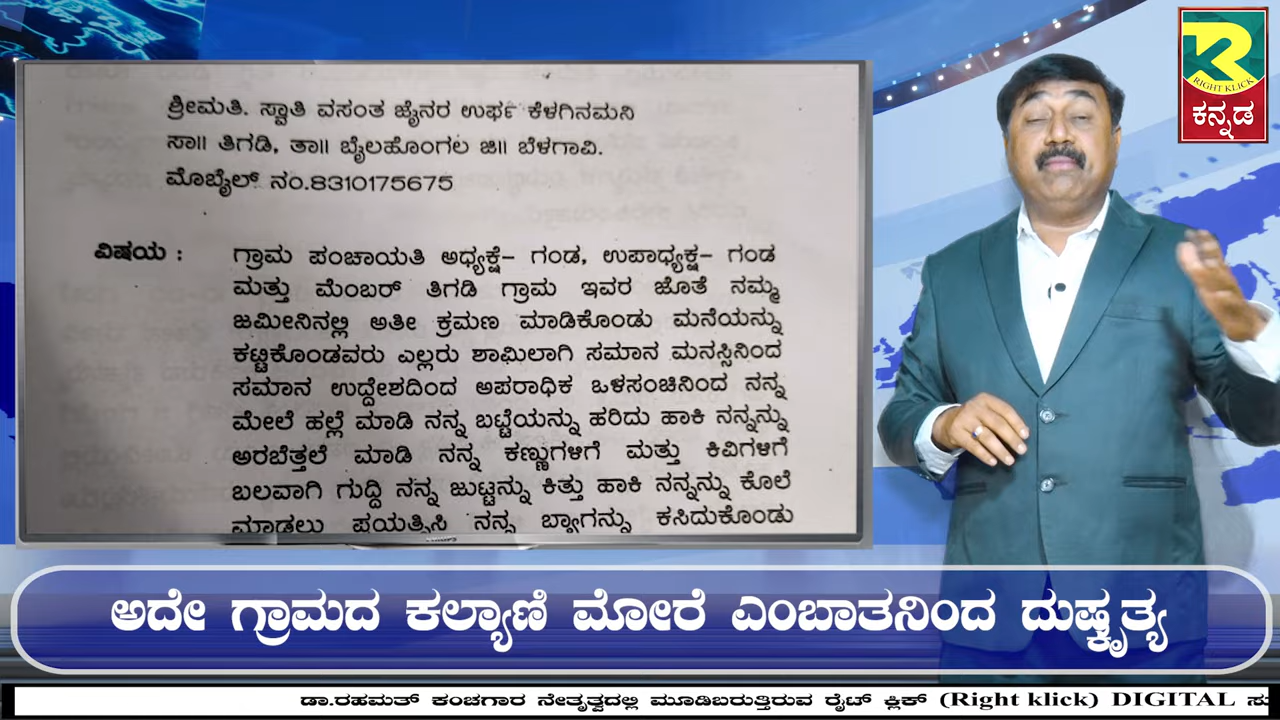 RIGHT KLICK
ಕನ್ನಡ
ಶ್ರೀಮತಿ. ಸ್ವಾತಿ ವಸಂತ ಜೈನರ ಉರ್ಫ ಕೆಳಗಿನಮನಿ
ಸಾ॥ ತಿಗಡಿ, ತಾ॥ ಬೈಲಹೊಂಗಲ ಜಿ॥ ಬೆಳಗಾವಿ.
ಮೊಬೈಲ್ ನಂ.8310175675
ವಿಷಯ : ಗ್ರಾಮ ಪಂಚಾಯತಿ ಅಧ್ಯಕ್ಷೆ– ಗಂಡ, ಉಪಾಧ್ಯಕ್ಷ– ಗಂಡ
ಮತ್ತು ಮೆಂಬರ್ ತಿಗಡಿ ಗ್ರಾಮ ಇವರ ಜೊತೆ ನಮ್ಮ
ಜಮೀನಿನಲ್ಲಿ ಅತೀ ಕ್ರಮಣ ಮಾಡಿಕೊಂಡು ಮನೆಯನ್ನು
ಕಟ್ಟಿಕೊಂಡವರು ಎಲ್ಲರು ಶಾಮಿಲಾಗಿ ಸಮಾನ ಮನಸ್ಸಿನಿಂದ
ಸಮಾನ ಉದ್ದೇಶದಿಂದ ಅಪರಾಧಿಕ ಒಳಸಂಚಿನಿಂದ ನನ್ನ
ಮೇಲೆ ಹಲ್ಲೆ ಮಾಡಿ ನನ್ನ ಬಟ್ಟೆಯನ್ನು ಹರಿದು ಹಾಕಿ ನನ್ನನ್ನು
ಅರಬೆತ್ತಲೆ ಮಾಡಿ ನನ್ನ ಕಣ್ಣುಗಳಿಗೆ ಮತ್ತು ಕಿವಿಗಳಿಗೆ
ಬಲವಾಗಿ ಗುದ್ದಿ ನನ್ನ ಜುಟ್ಟನ್ನು ಕಿತ್ತು ಹಾಕಿ ನನ್ನನ್ನು ಕೊಲೆ
ಮಾಡಲು ಪ್ರಯತ್ನಿಸಿ ನನ್ನ ಬ್ಯಾಗನ್ನು ಕಸಿದುಕೊಂಡು
ಅದೇ ಗ್ರಾಮದ ಕಲ್ಯಾಣಿ ಮೋರೆ ಎಂಬಾತನಿಂದ ದುಷ್ಕೃತ್ಯ
ಡಾ.ರಹಮತ್ ಕಂಚಗಾರ ನೇತೃತ್ವದಲ್ಲಿ ಮೂಡಿಬರುತ್ತಿರುವ ರೈಟ್ ಕ್ಲಿಕ್ (Right klick) DIGITAL ಸು